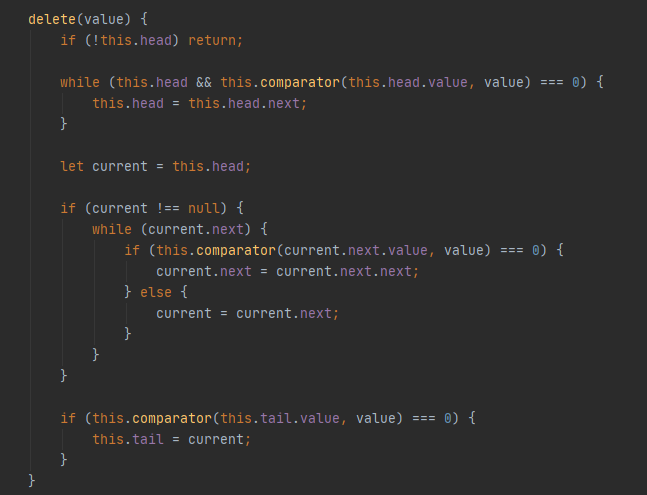 delete(value) {
    if (!this.head) return;

    while (this.head && this.comparator(this.head.value, value) === 0) {
        this.head = this.head.next;
    }

    let current = this.head;

    if (current !== null) {
        while (current.next) {
            if (this.comparator(current.next.value, value) === 0) {
                current.next = current.next.next;
            } else {
                current = current.next;
            }
        }
    }

    if (this.comparator(this.tail.value, value) === 0) {
        this.tail = current;
    }
}